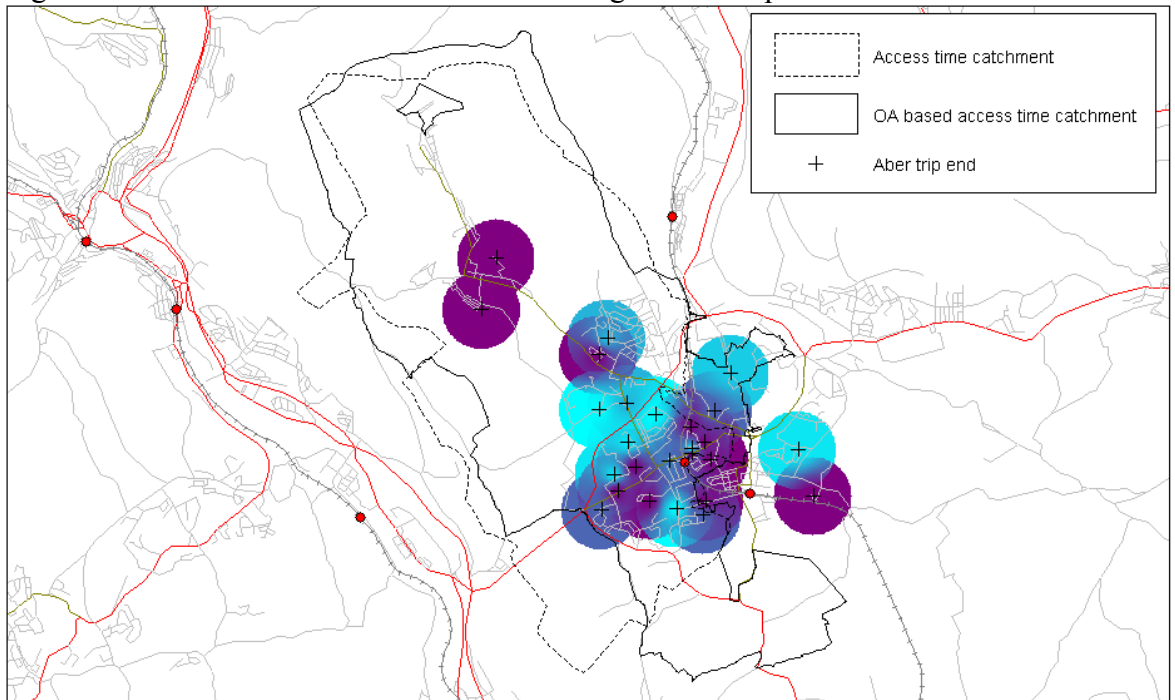 Access time catchment
OA based access time catchment
Aber trip end